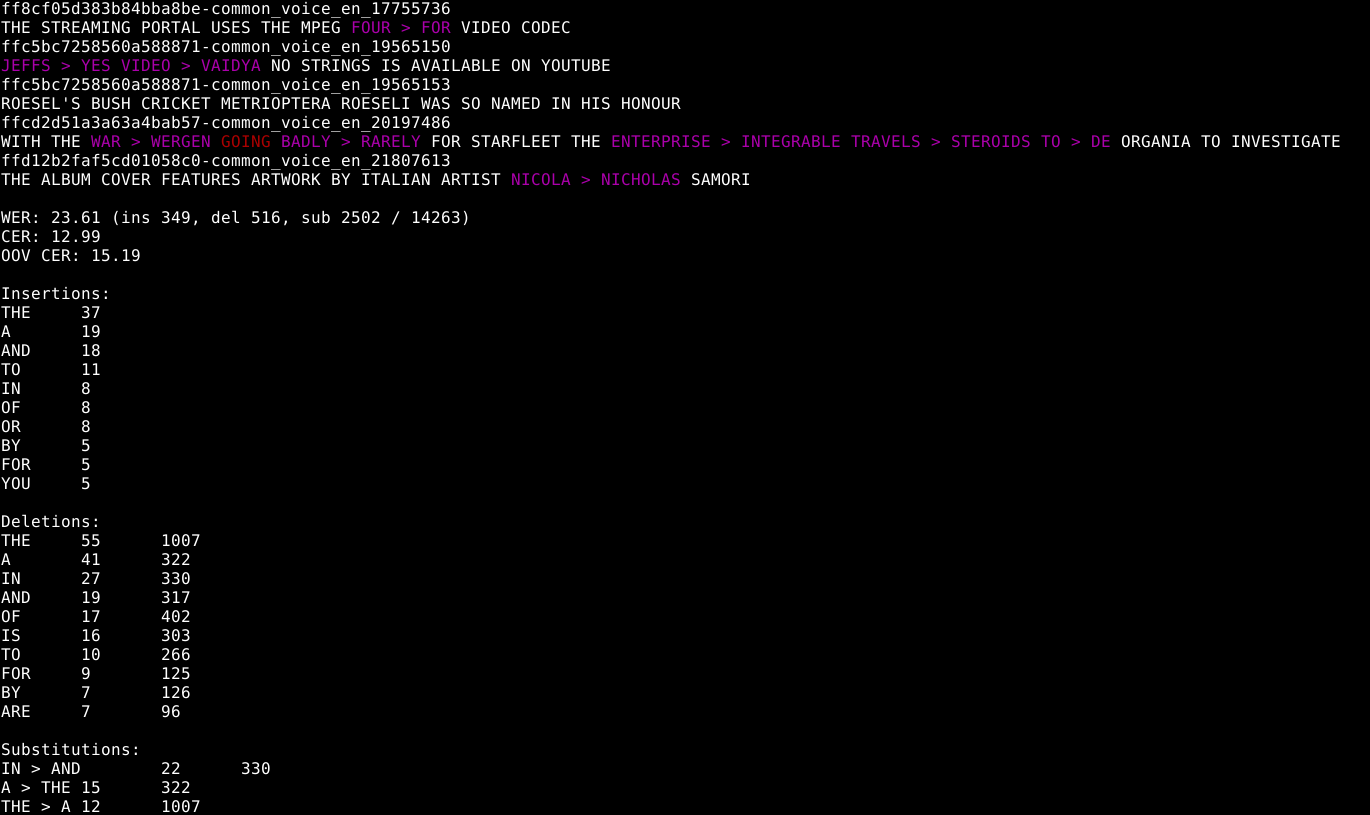 ff8cf05d383b84bba8be-common_voice_en_17755736
THE STREAMING PORTAL USES THE MPEG FOUR > FOR VIDEO CODEC
ffc5bc7258560a588871-common_voice_en_19565150
JEFFS > YES VIDEO > VAIDYA NO STRINGS IS AVAILABLE ON YOUTUBE
ffc5bc7258560a588871-common_voice_en_19565153
ROESEL'S BUSH CRICKET METRIOPTERA ROESELI WAS SO NAMED IN HIS HONOUR
ffcd2d51a3a63a4bab57-common_voice_en_20197486
WITH THE WAR > WERGEN GOING BADLY > RARELY FOR STARFLEET THE ENTERPRISE > INTEGRABLE TRAVELS > STEROIDS TO > DE ORGANIA TO INVESTIGATE
ffd12b2faf5cd01058c0-common_voice_en_21807613
THE ALBUM COVER FEATURES ARTWORK BY ITALIAN ARTIST NICOLA > NICHOLAS SAMORI
WER: 23.61 (ins 349, del 516, sub 2502 / 14263)
CER: 12.99
OOV CER: 15.19
Insertions:
THE 37
A 19
AND 18
TO 11
IN 8
OF 8
OR 8
BY 5
FOR 5
YOU 5
Deletions:
THE 55 1007
A 41 322
IN 27 330
AND 19 317
OF 17 402
IS 16 303
TO 10 266
FOR 9 125
BY 7 126
ARE 7 96
Substitutions:
IN > AND 22 330
A > THE 15 322
THE > A 12 1007